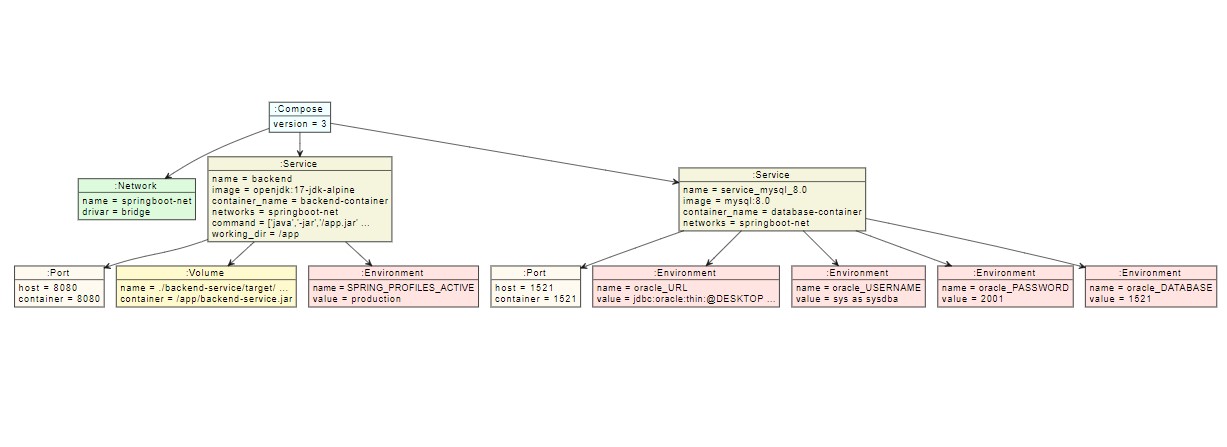 :Compose
version = 3
:Network
name = springboot-net
drivar = bridge
:Service
name = backend
image = openjdk:17-jdk-alpine
container_name = backend-container
networks = springboot-net
command = ['java','-jar','/app.jar' ...
working_dir = /app
:Service
name = service_mysql_8.0
image = mysql:8.0
container_name = database-container
networks = springboot-net
:Port
host = 8080
container = 8080
:Volume
name = ./backend-service/target/ ...
container = /app/backend-service.jar
:Environment
name = SPRING_PROFILES_ACTIVE
value = production
:Port
host = 1521
container = 1521
:Environment
name = oracle_URL
value = jdbc:oracle:thin:@DESKTOP ...
:Environment
name = oracle_USERNAME
value = sys as sysdba
:Environment
name = oracle_PASSWORD
value = 2001
:Environment
name = oracle_DATABASE
value = 1521